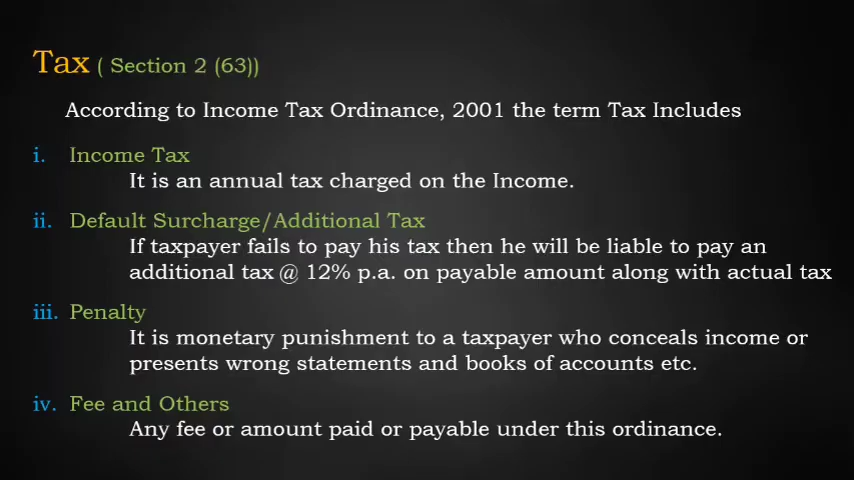 Tax ( Section 2 (63))
According to Income Tax Ordinance, 2001 the term Tax Includes
i. Income Tax
It is an annual tax charged on the Income.
ii. Default Surcharge/Additional Tax
If taxpayer fails to pay his tax then he will be liable to pay an
additional tax @ 12% p.a. on payable amount along with actual tax
iii. Penalty
It is monetary punishment to a taxpayer who conceals income or
presents wrong statements and books of accounts etc.
iv. Fee and Others
Any fee or amount paid or payable under this ordinance.